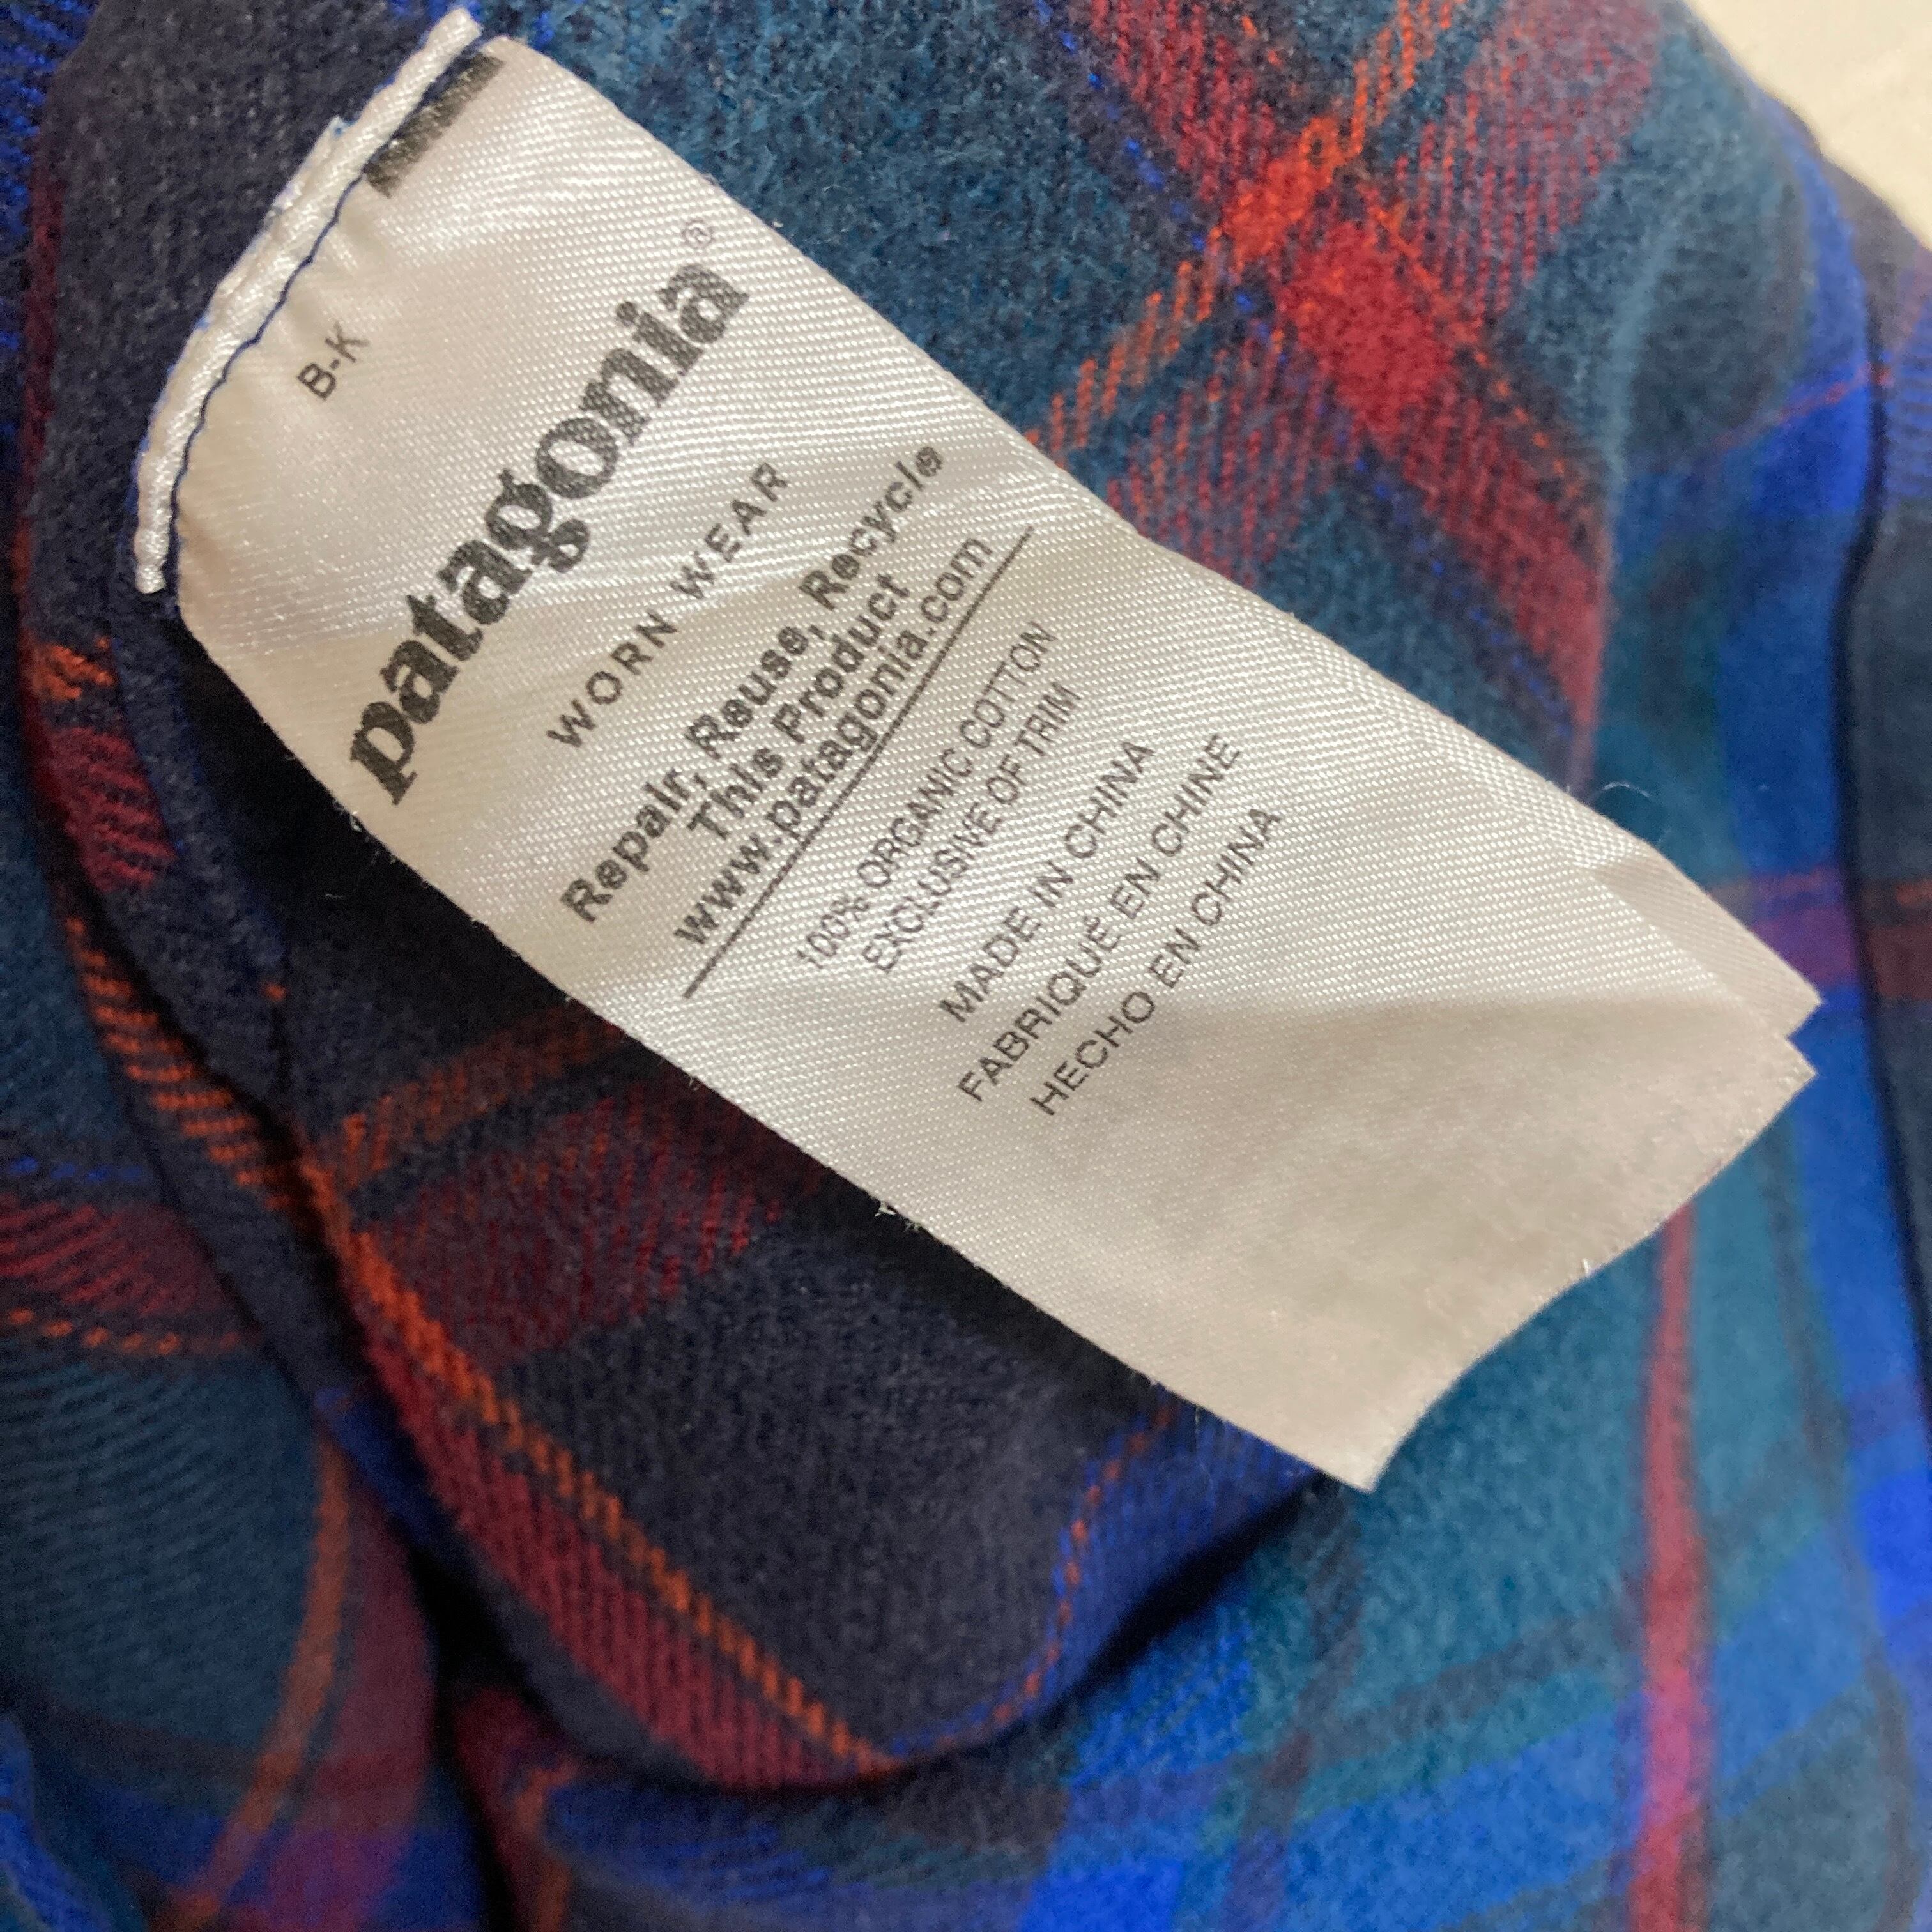 B-K
patagonia®
WORN WEAR
Repair, Reuse, Recycle
This Product
www.patagonia.com
100% ORGANIC COTTON
EXCLUSIVE OF TRIM
MADE IN CHINA
FABRIQUÉ EN CHINE
HECHO EN CHINA